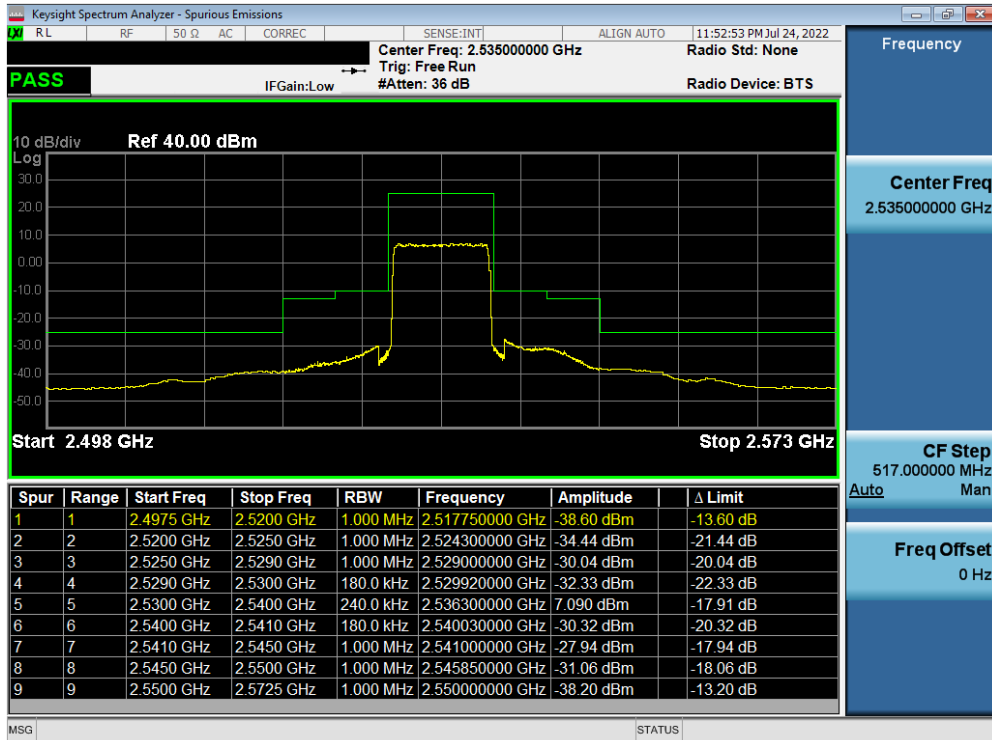 Keysight Spectrum Analyzer - Spurious Emissions
LXI RL RF 50 Ω AC CORREC SENSE:INT ALIGN AUTO 11:52:53 PM Jul 24, 2022
Center Freq: 2.535000000 GHz Radio Std: None
Trig: Free Run
PASS IFGain:Low #Atten: 36 dB Radio Device: BTS
10 dB/div Ref 40.00 dBm
Log
30.0
20.0
10.0
0.00
-10.0
-20.0
-30.0
-40.0
-50.0
Start 2.498 GHz Stop 2.573 GHz
Spur Range Start Freq Stop Freq RBW Frequency Amplitude Δ Limit
1 1 2.4975 GHz 2.5200 GHz 1.000 MHz 2.517750000 GHz -38.60 dBm -13.60 dB
2 2 2.5200 GHz 2.5250 GHz 1.000 MHz 2.524300000 GHz -34.44 dBm -21.44 dB
3 3 2.5250 GHz 2.5290 GHz 1.000 MHz 2.529000000 GHz -30.04 dBm -20.04 dB
4 4 2.5290 GHz 2.5300 GHz 180.0 kHz 2.529920000 GHz -32.33 dBm -22.33 dB
5 5 2.5300 GHz 2.5400 GHz 240.0 kHz 2.536300000 GHz 7.090 dBm -17.91 dB
6 6 2.5400 GHz 2.5410 GHz 180.0 kHz 2.540030000 GHz -30.32 dBm -20.32 dB
7 7 2.5410 GHz 2.5450 GHz 1.000 MHz 2.541000000 GHz -27.94 dBm -17.94 dB
8 8 2.5450 GHz 2.5500 GHz 1.000 MHz 2.545850000 GHz -31.06 dBm -18.06 dB
9 9 2.5500 GHz 2.5725 GHz 1.000 MHz 2.550000000 GHz -38.20 dBm -13.20 dB
MSG STATUS
Frequency
Center Freq
2.535000000 GHz
CF Step
517.000000 MHz
Auto Man
Freq Offset
0 Hz